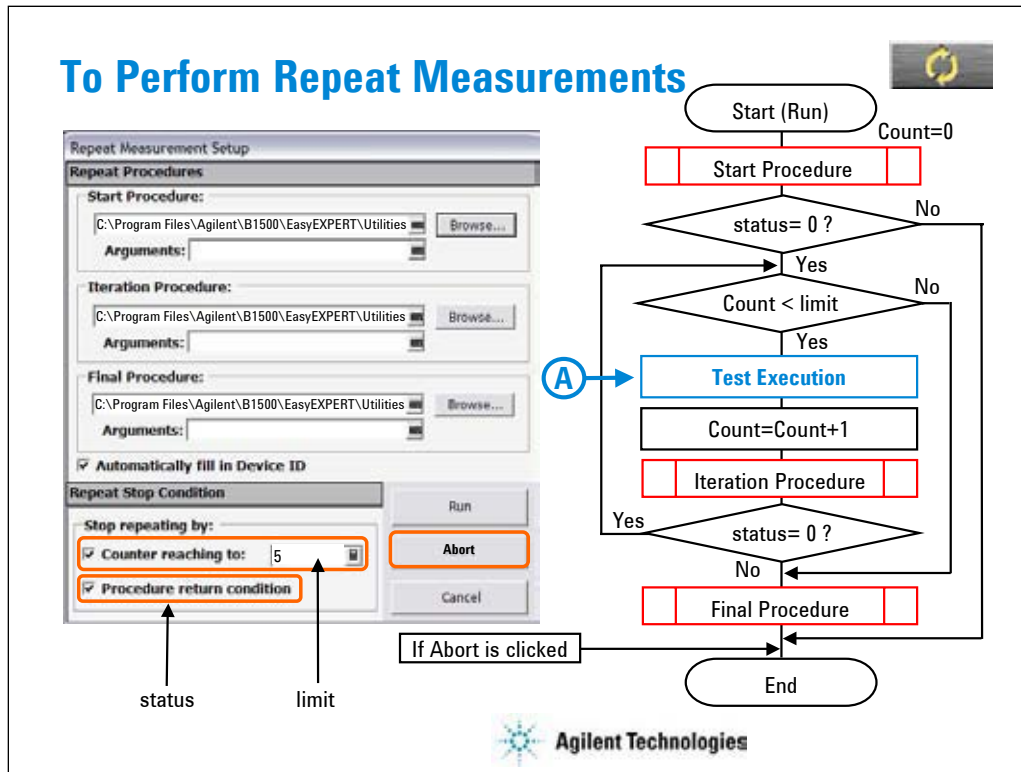 To Perform Repeat Measurements
Repeat Measurement Setup
Repeat Procedures
Start Procedure:
C:\Program Files\Agilent\B1500\EasyEXPERT\Utilities
Browse...
Arguments:
Iteration Procedure:
C:\Program Files\Agilent\B1500\EasyEXPERT\Utilities
Browse...
Arguments:
Final Procedure:
C:\Program Files\Agilent\B1500\EasyEXPERT\Utilities
Browse...
Arguments:
Automatically fill in Device ID
Repeat Stop Condition
Stop repeating by:
Counter reaching to: 5
Procedure return condition
Run
Abort
Cancel
status
limit
Start (Run)
Count=0
Start Procedure
status= 0 ?
No
Yes
Count < limit
No
Yes
A
Test Execution
Count=Count+1
Iteration Procedure
status= 0 ?
Yes
No
Final Procedure
If Abort is clicked
End
Agilent Technologies